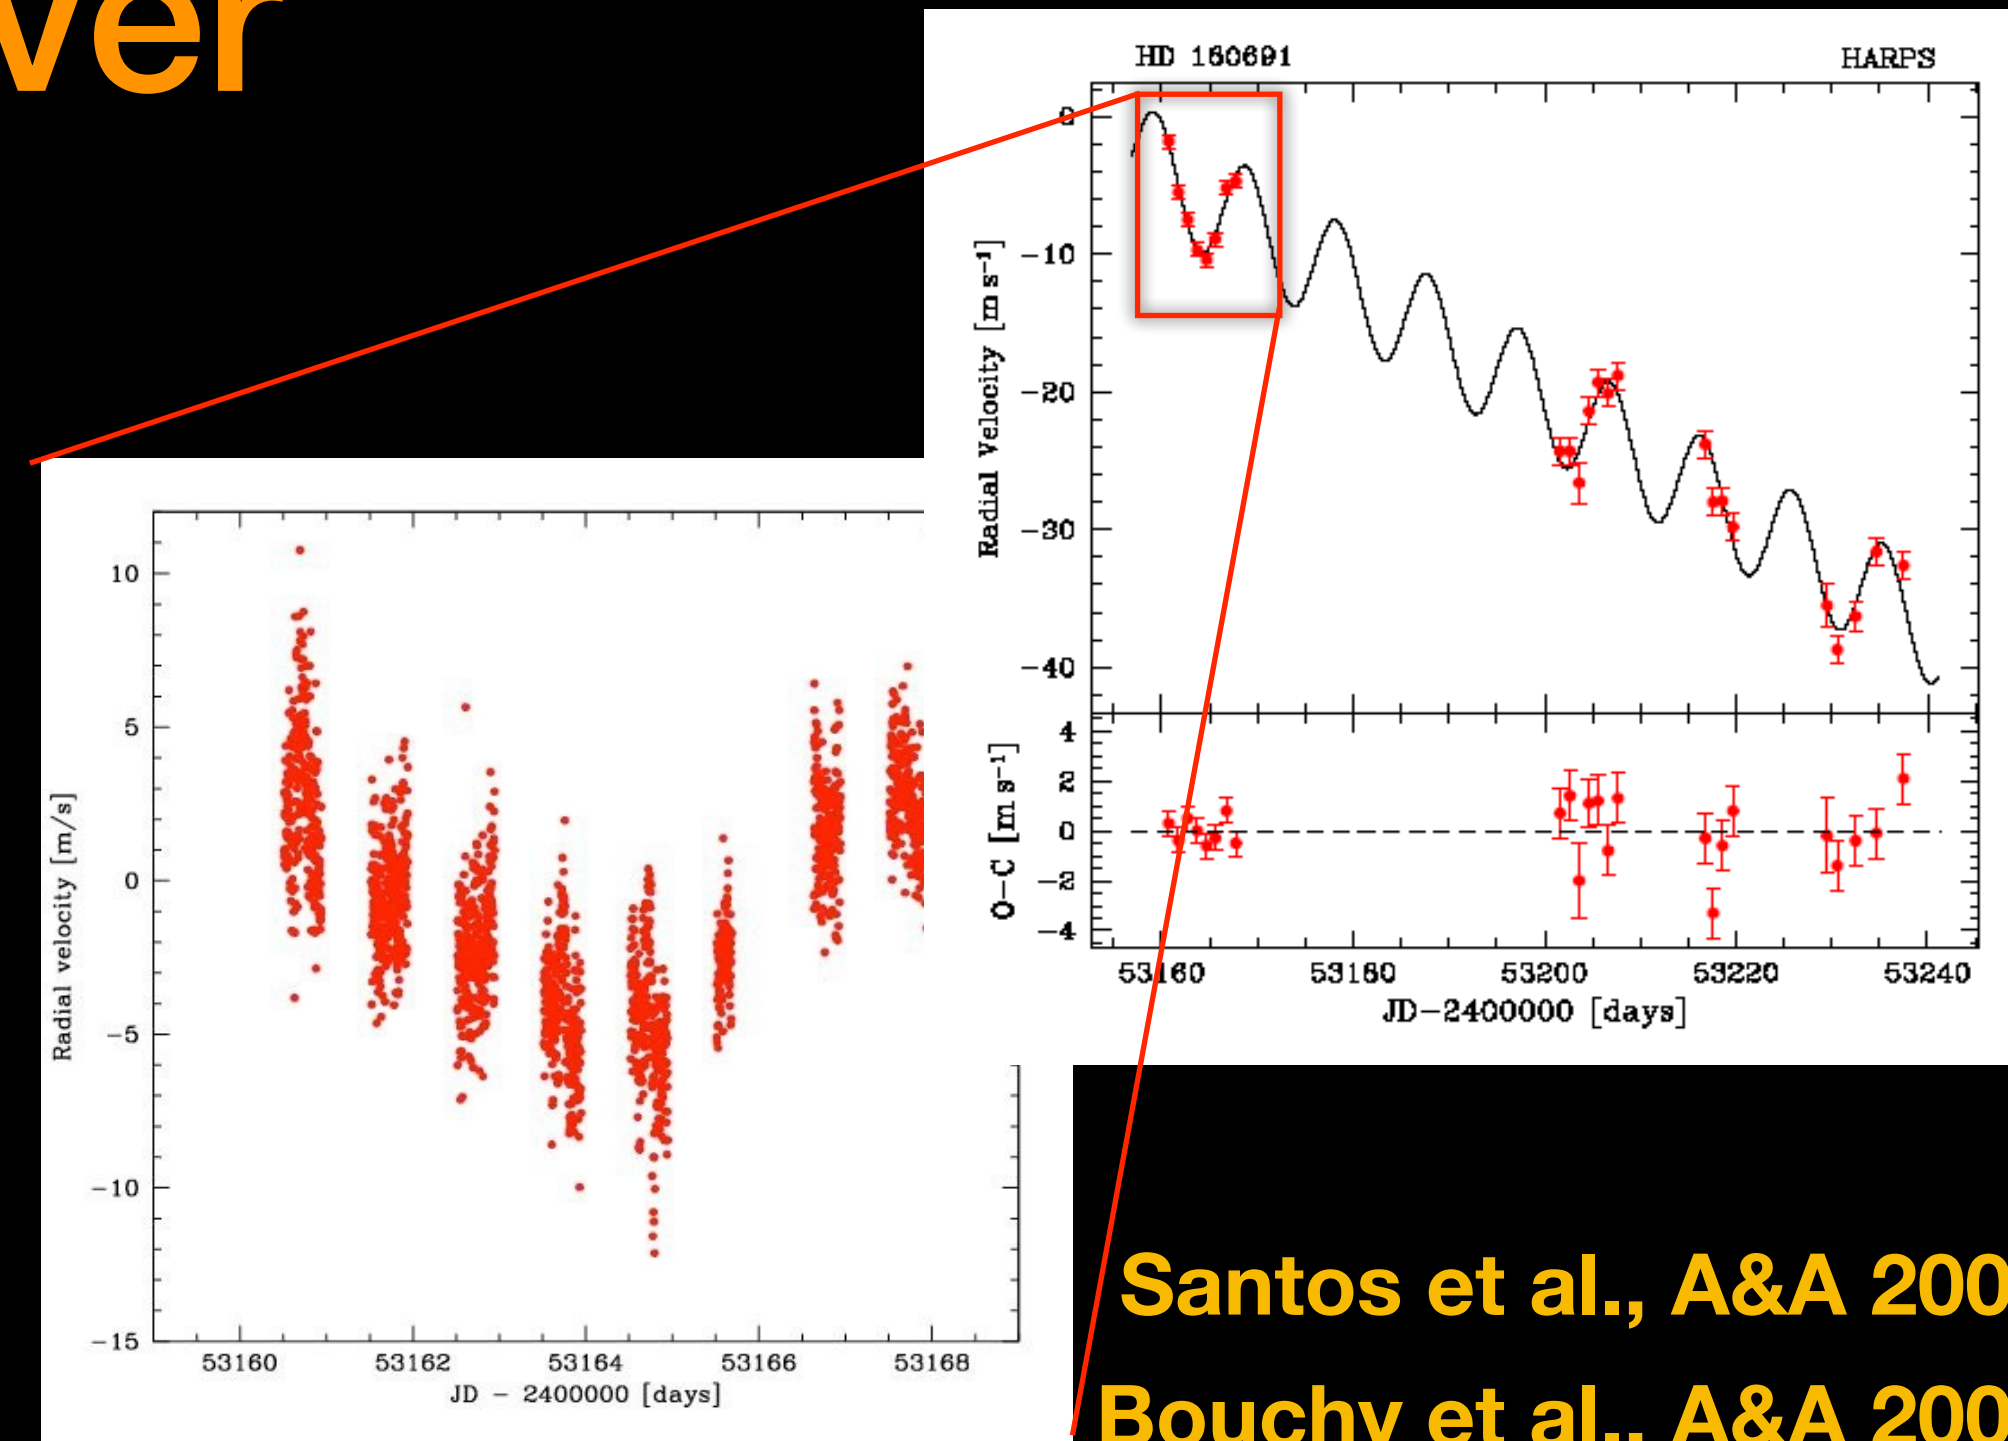 ver
HD 160691 HARPS
0
-10
-20
-30
-40
Radial Velocity [m s⁻¹]
4
2
0
-2
-4
O-C [m s⁻¹]
53160 53180 53200 53220 53240
JD-2400000 [days]
10
5
0
-5
-10
-15
Radial velocity [m/s]
53160 53162 53164 53166 53168
JD - 2400000 [days]
Santos et al., A&A 200
Bouchy et al., A&A 200